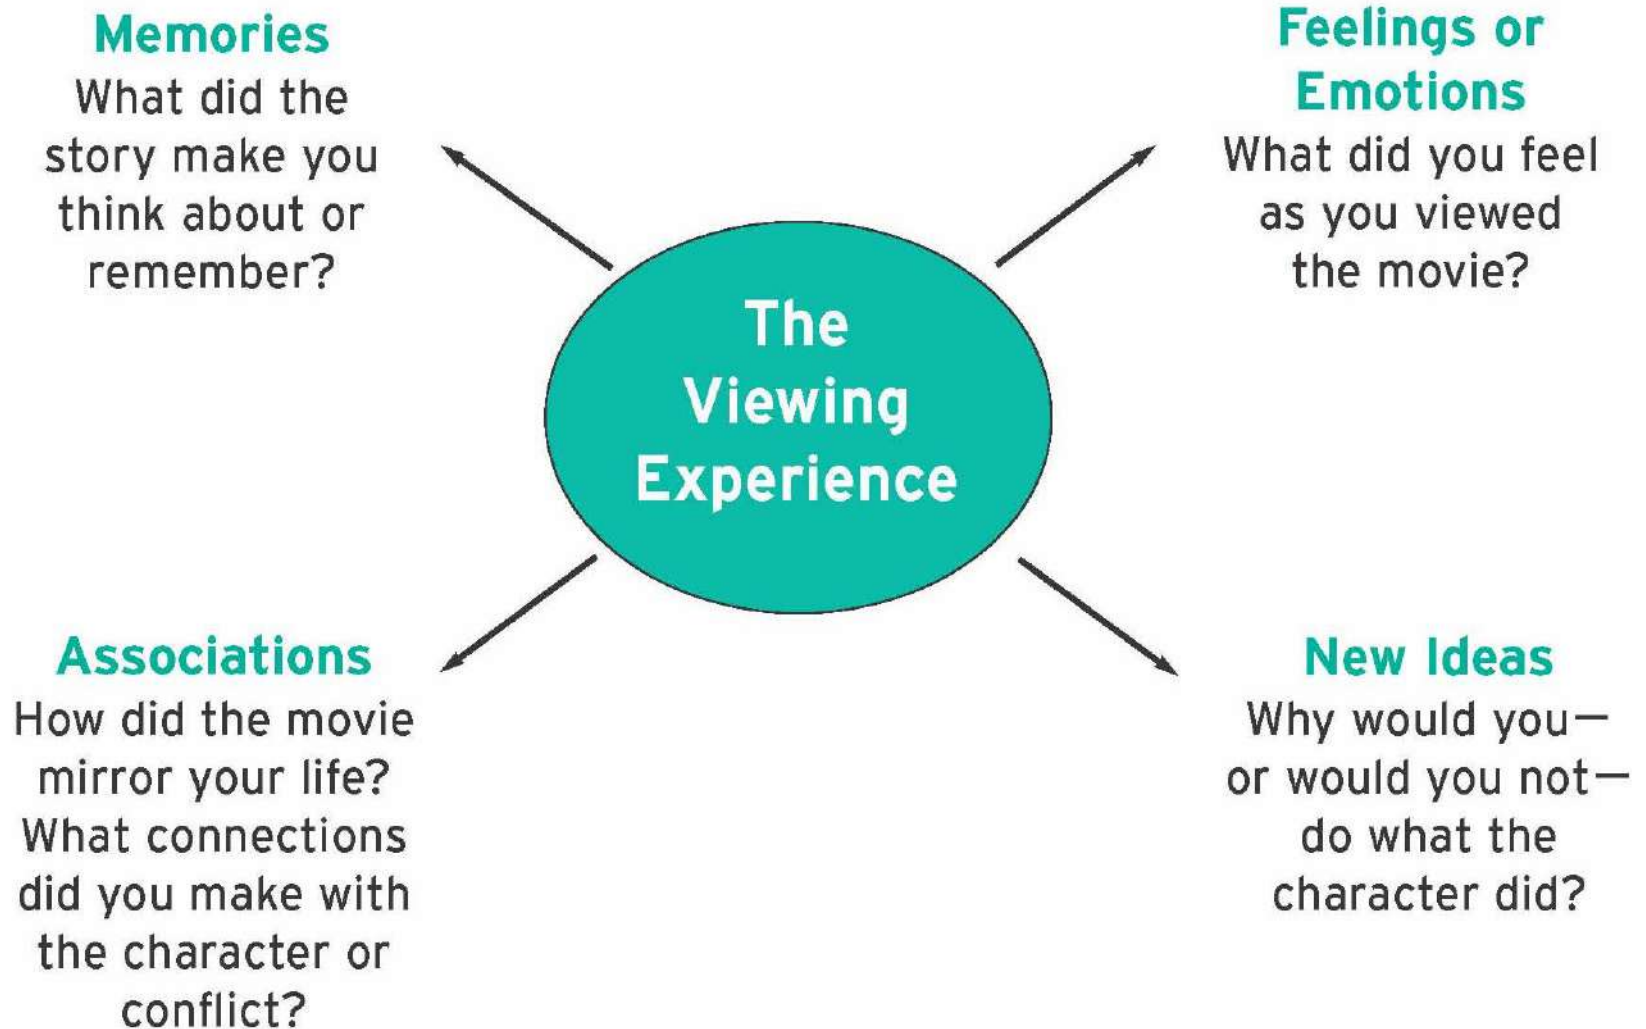 Memories
What did the
story make you
think about or
remember?
Feelings or
Emotions
What did you feel
as you viewed
the movie?
The
Viewing
Experience
Associations
How did the movie
mirror your life?
What connections
did you make with
the character or
conflict?
New Ideas
Why would you—
or would you not—
do what the
character did?